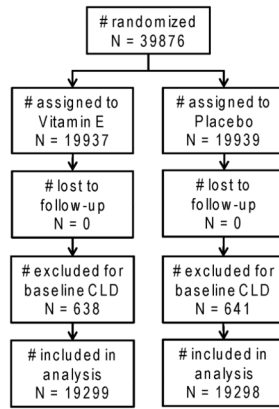 # randomized
N = 39876
# assigned to
Vitamin E
N = 19937
# assigned to
Placebo
N = 19939
# lost to
follow-up
N = 0
# lost to
follow-up
N = 0
# excluded for
baseline CLD
N = 638
# excluded for
baseline CLD
N = 641
# included in
analysis
N = 19299
# included in
analysis
N = 19298